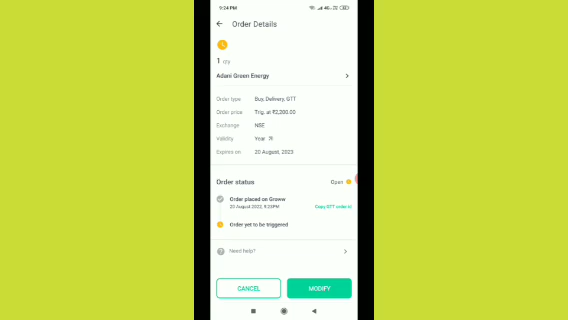 9:24 PM
Order Details
1 qty
Adani Green Energy
Order type Buy, Delivery, GTT
Order price Trig. at ₹2,280.00
Exchange NSE
Validity Year
Expires on 20 August, 2023
Order status Open
Order placed on Groww
25 August 2022, 9:23PM Copy GTT order id
Order yet to be triggered
Need help?
CANCEL MODIFY